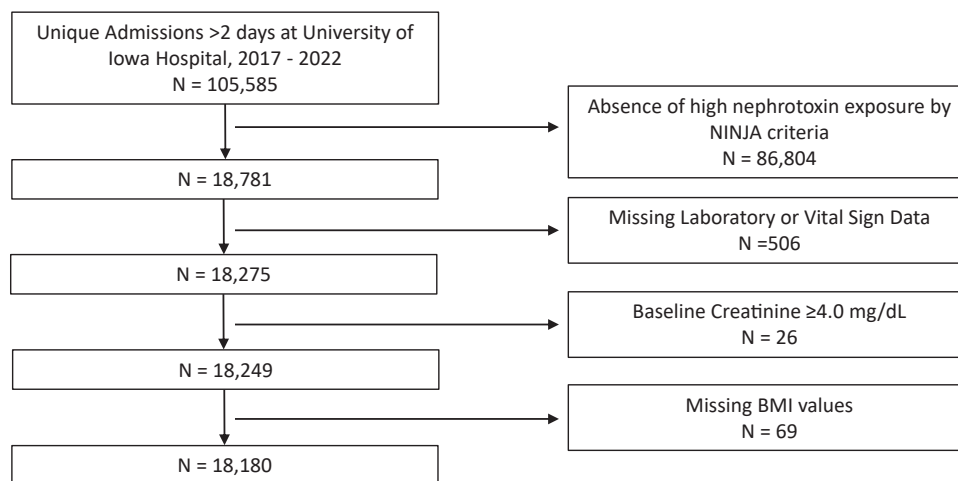 Unique Admissions >2 days at University of
Iowa Hospital, 2017 - 2022
N = 105,585
Absence of high nephrotoxin exposure by
NINJA criteria
N = 86,804
N = 18,781
Missing Laboratory or Vital Sign Data
N =506
N = 18,275
Baseline Creatinine ≥4.0 mg/dL
N = 26
N = 18,249
Missing BMI values
N = 69
N = 18,180